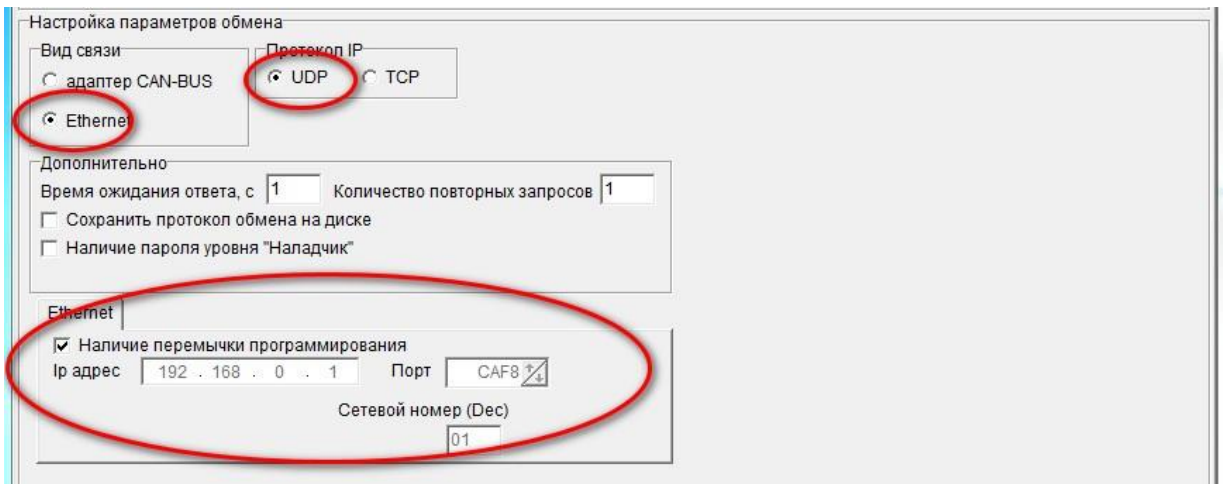 Настройка параметров обмена
Вид связи
Протокол IP
адаптер CAN-BUS
UDP
TCP
Ethernet
Дополнительно
Время ожидания ответа, с 1 Количество повторных запросов 1
Сохранить протокол обмена на диске
Наличие пароля уровня "Наладчик"
Ethernet
Наличие перемычки программирования
Ip адрес 192 . 168 . 0 . 1 Порт CAF8
Сетевой номер (Dec)
01